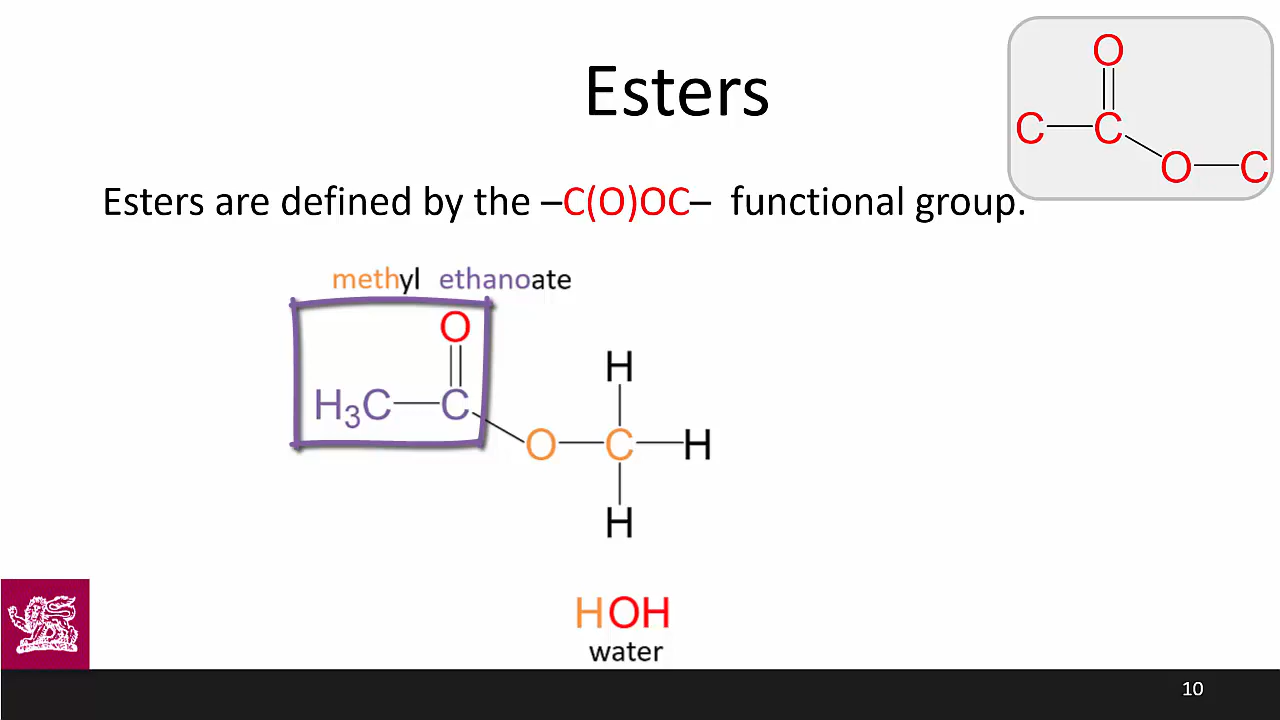 Esters
O
C C
O C
Esters are defined by the –C(O)OC– functional group.
methyl ethanoate
O
H
H₃C C
O C H
H
HOH
water
10